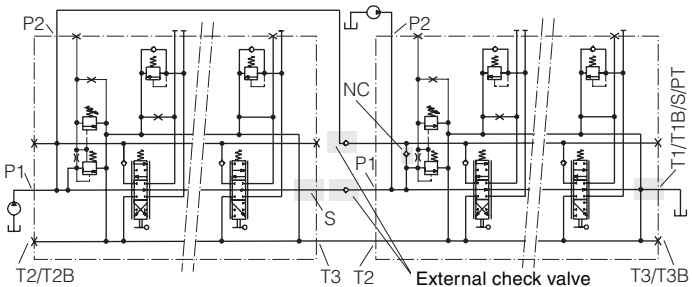 P2
P2
NC
T1/T1B/S/PT
P1
P1
S
T2/T2B
T3
T2
External check valve
T3/T3B